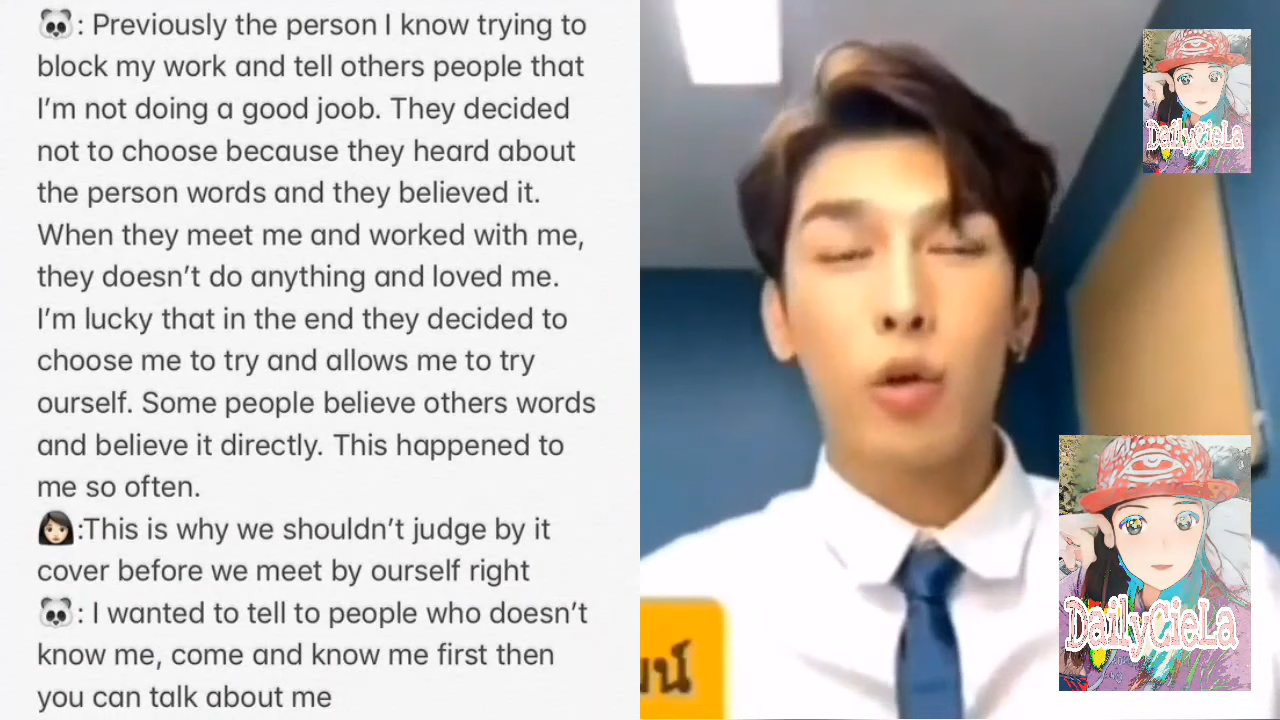 🐼: Previously the person I know trying to
block my work and tell others people that
I’m not doing a good joob. They decided
not to choose because they heard about
the person words and they believed it.
When they meet me and worked with me,
they doesn’t do anything and loved me.
I’m lucky that in the end they decided to
choose me to try and allows me to try
ourself. Some people believe others words
and believe it directly. This happened to
me so often.
👩🏻:This is why we shouldn’t judge by it
cover before we meet by ourself right
🐼: I wanted to tell to people who doesn’t
know me, come and know me first then
you can talk about me
DailyCieLa
DailyCieLa